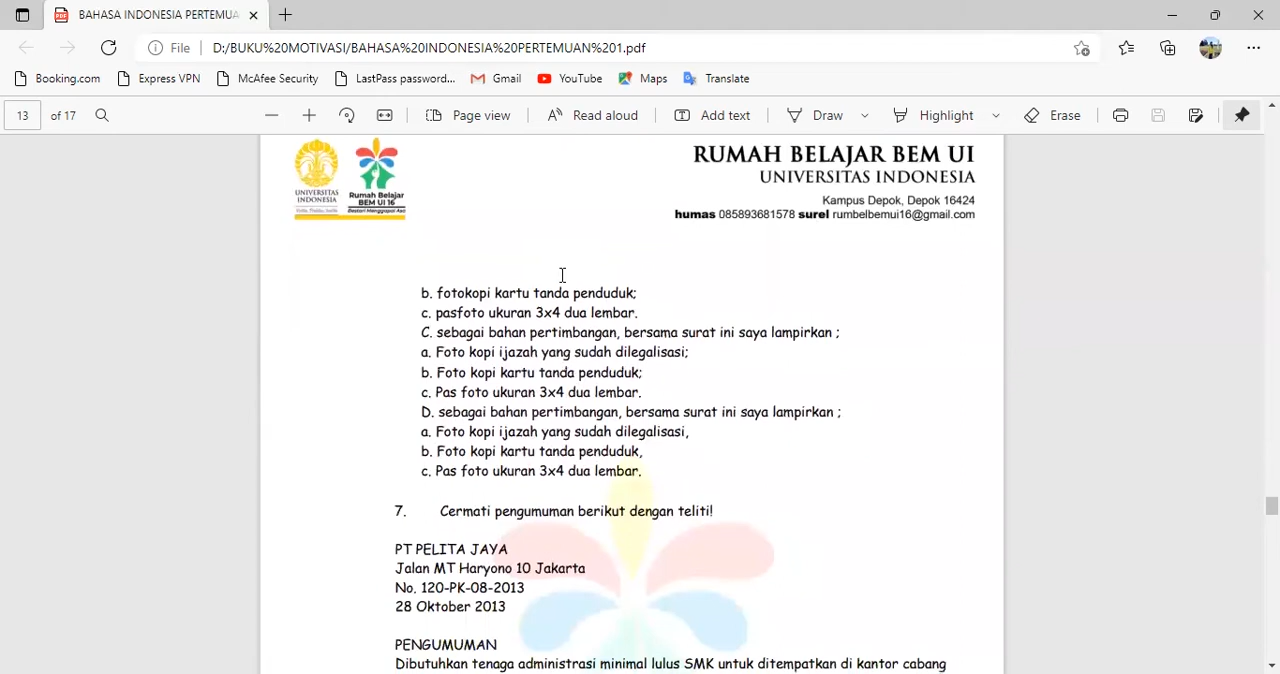 BAHASA INDONESIA PERTEMUA
File D:/BUKU%20MOTIVASI/BAHASA%20INDONESIA%20PERTEMUAN%201.pdf
Booking.com Express VPN McAfee Security LastPass password... Gmail YouTube Maps Translate
13 of 17 Page view Read aloud Add text Draw Highlight Erase
RUMAH BELAJAR BEM UI
UNIVERSITAS INDONESIA
Kampus Depok, Depok 16424
humas 085893681578 surel rumbelbemui16@gmail.com
UNIVERSITAS
INDONESIA
Rumah Belajar
BEM UI 16
b. fotokopi kartu tanda penduduk;
c. pasfoto ukuran 3x4 dua lembar.
C. sebagai bahan pertimbangan, bersama surat ini saya lampirkan ;
a. Foto kopi ijazah yang sudah dilegalisasi;
b. Foto kopi kartu tanda penduduk;
c. Pas foto ukuran 3x4 dua lembar.
D. sebagai bahan pertimbangan, bersama surat ini saya lampirkan ;
a. Foto kopi ijazah yang sudah dilegalisasi,
b. Foto kopi kartu tanda penduduk,
c. Pas foto ukuran 3x4 dua lembar.
7. Cermati pengumuman berikut dengan teliti!
PT PELITA JAYA
Jalan MT Haryono 10 Jakarta
No. 120-PK-08-2013
28 Oktober 2013
PENGUMUMAN
Dibutuhkan tenaga administrasi minimal lulus SMK untuk ditempatkan di kantor cabang